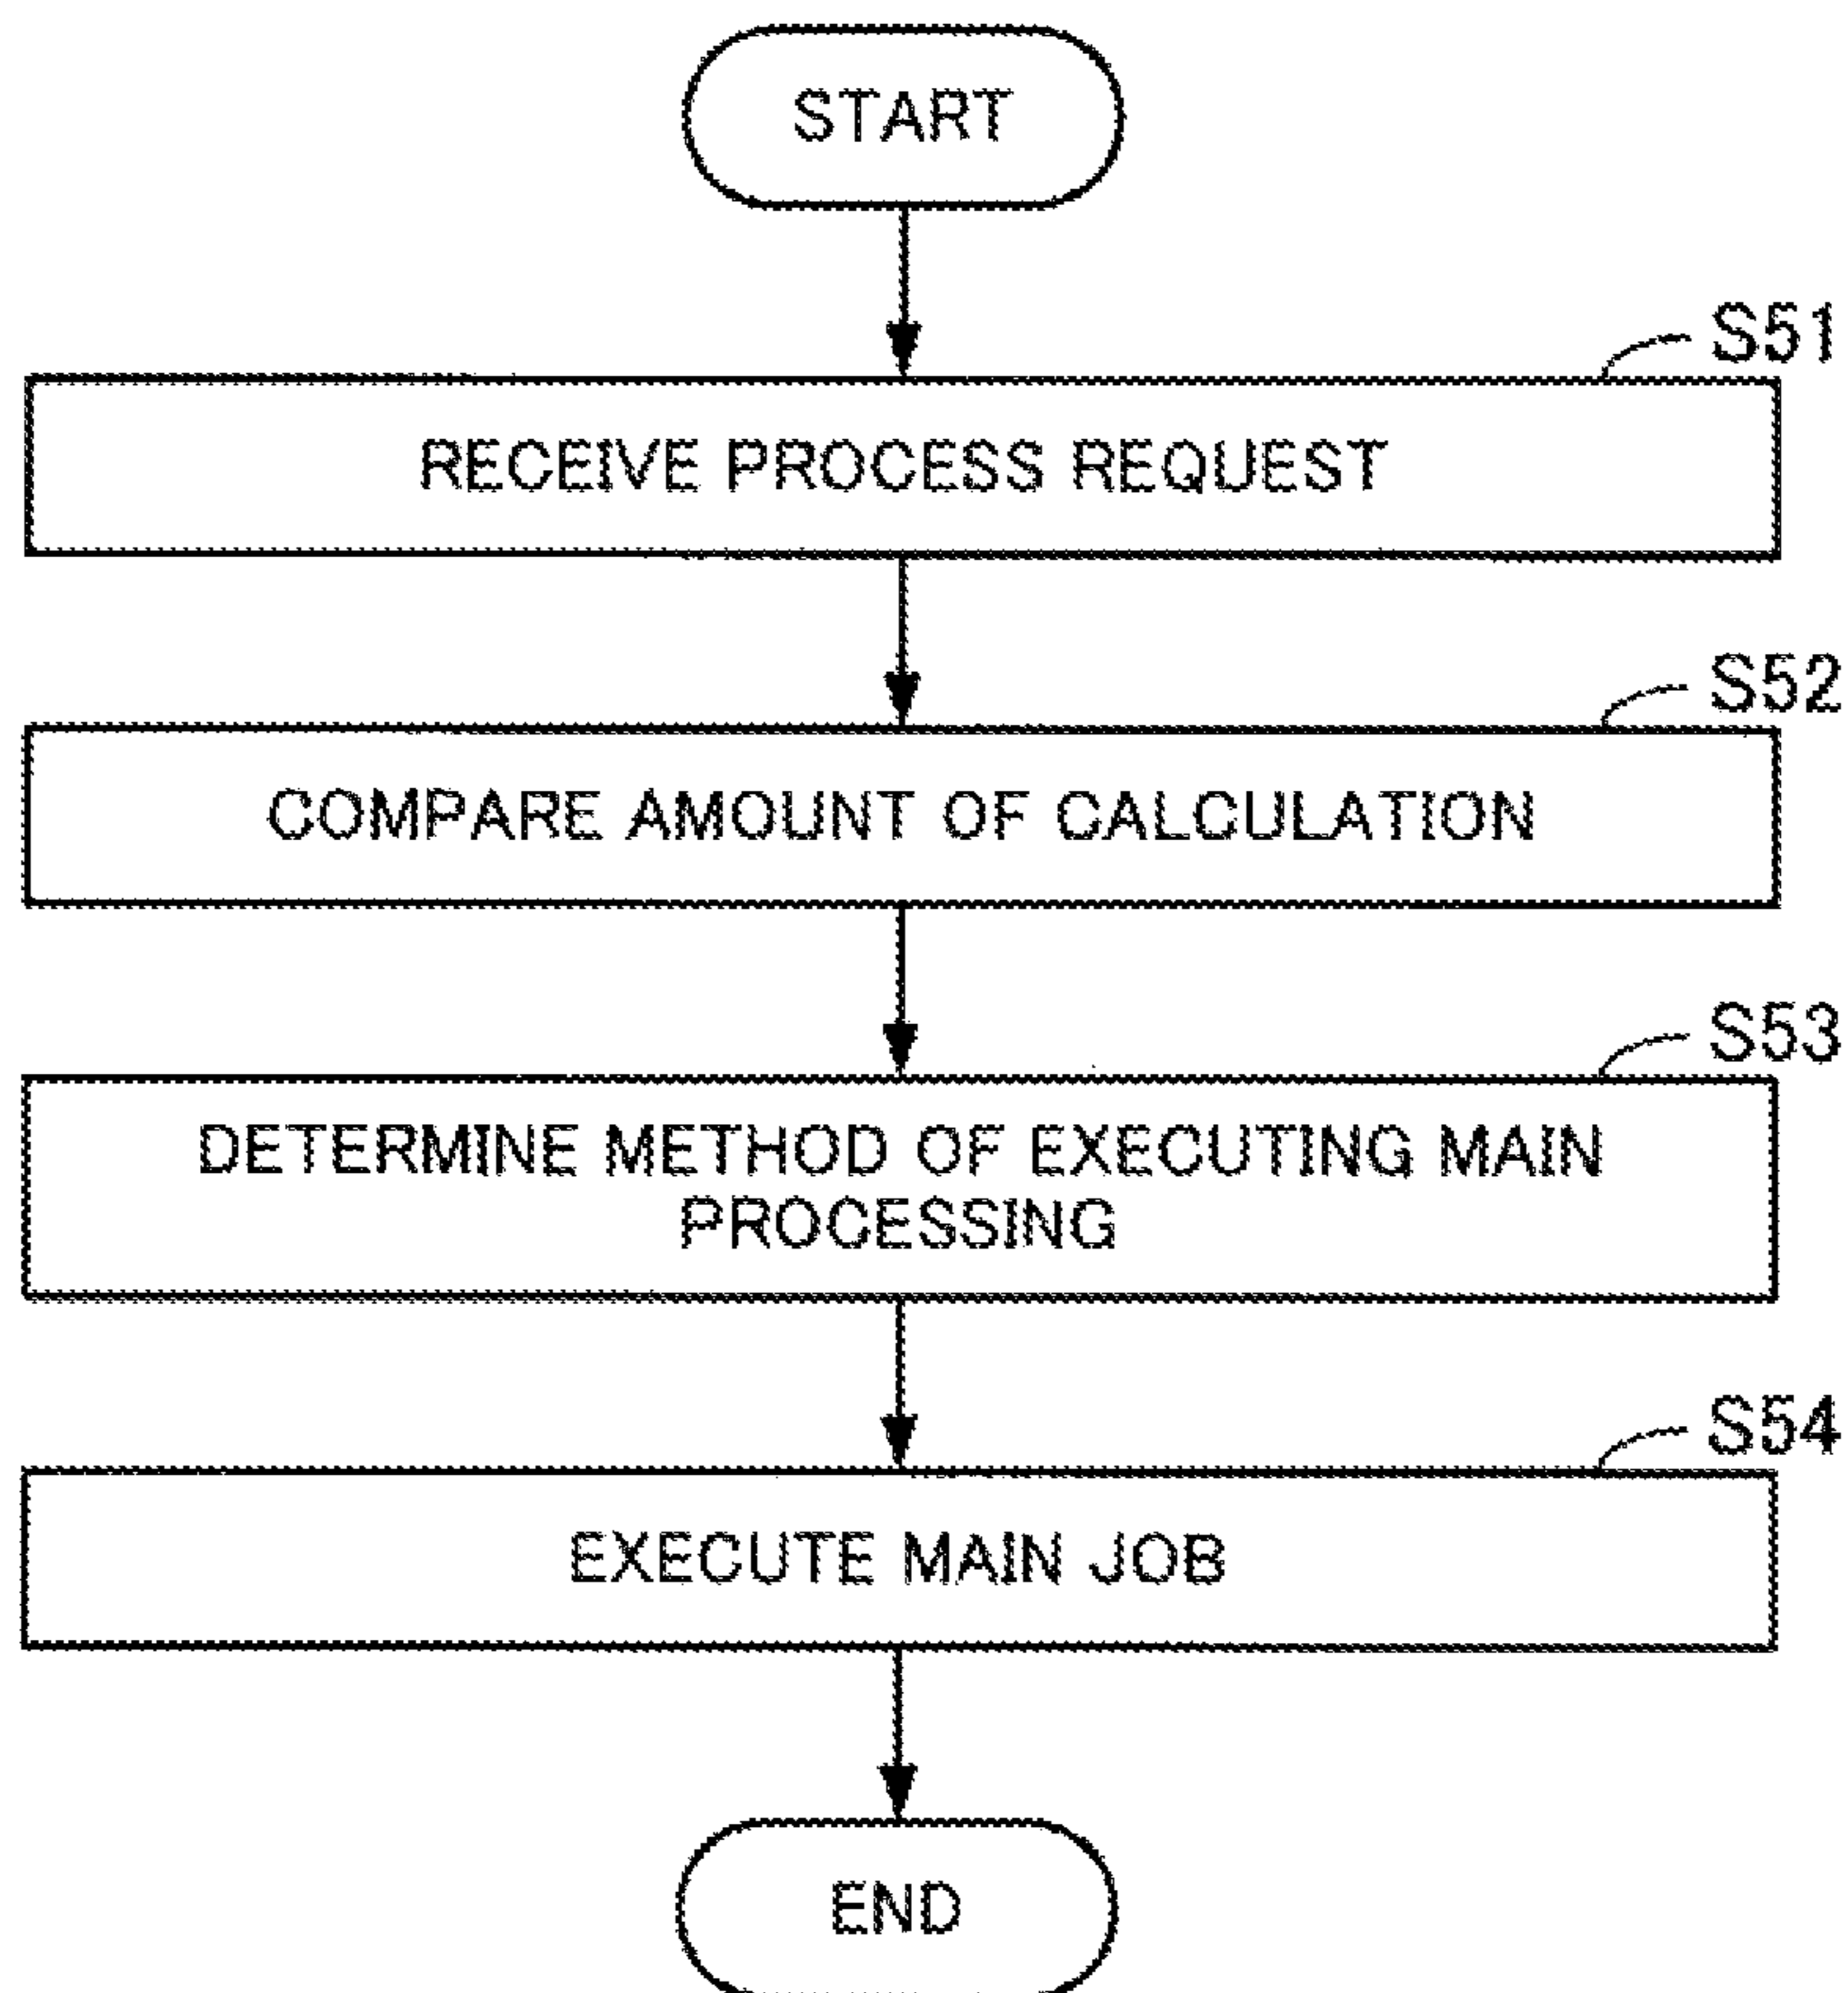 START
S51
RECEIVE PROCESS REQUEST
S52
COMPARE AMOUNT OF CALCULATION
S53
DETERMINE METHOD OF EXECUTING MAIN
PROCESSING
S54
EXECUTE MAIN JOB
END